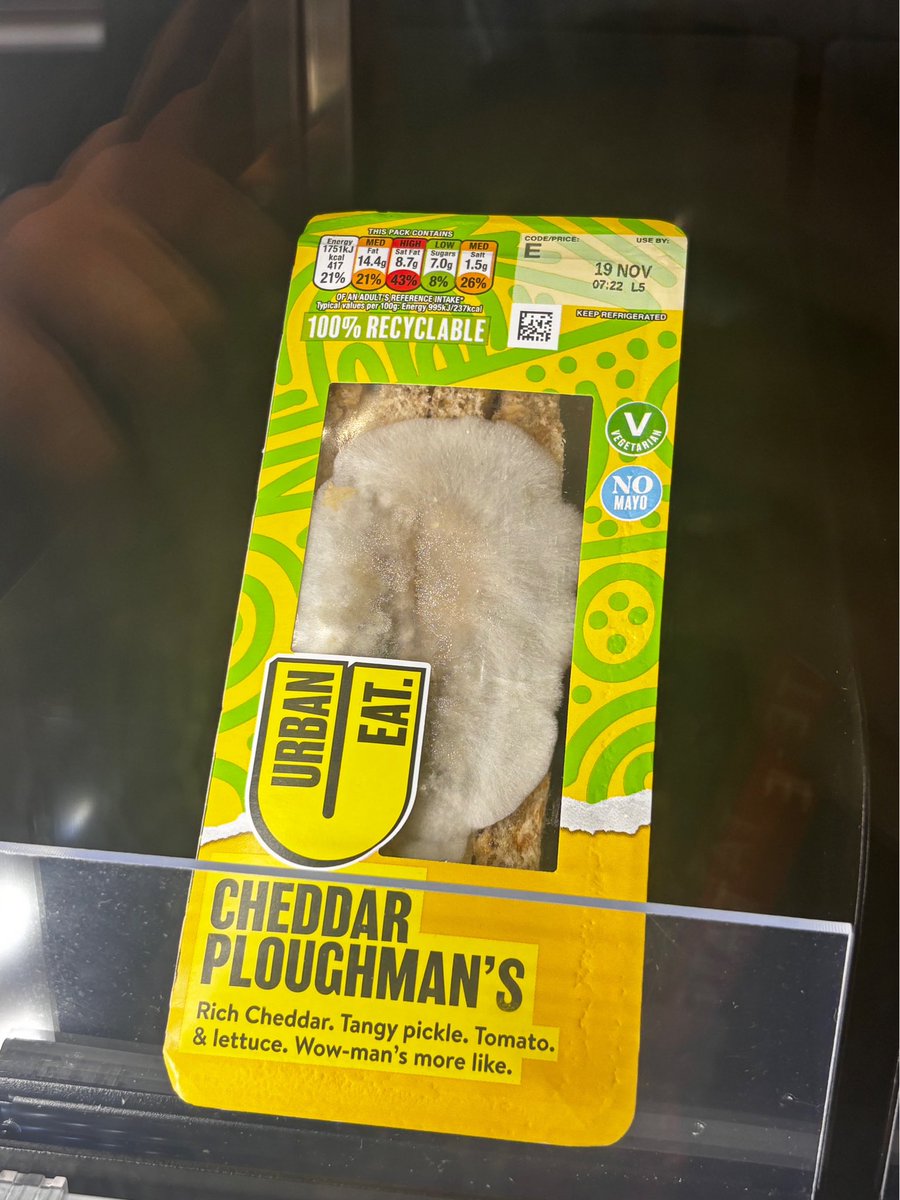 THIS PACK CONTAINS
Energy
1751kJ
kcal
417
21%
MED
Fat
14.4g
21%
HIGH
Sat Fat
8.7g
43%
LOW
Sugars
7.0g
8%
MED
Salt
1.5g
26%
OF AN ADULT'S REFERENCE INTAKE*
Typical values per 100g: Energy 995kJ/237kcal
100% RECYCLABLE
CODE/PRICE:
E
USE BY:
19 NOV
07:22 L5
KEEP REFRIGERATED
V
VEGETARIAN
NO
MAYO
URBAN
EAT.
CHEDDAR
PLOUGHMAN'S
Rich Cheddar. Tangy pickle. Tomato.
& lettuce. Wow-man's more like.